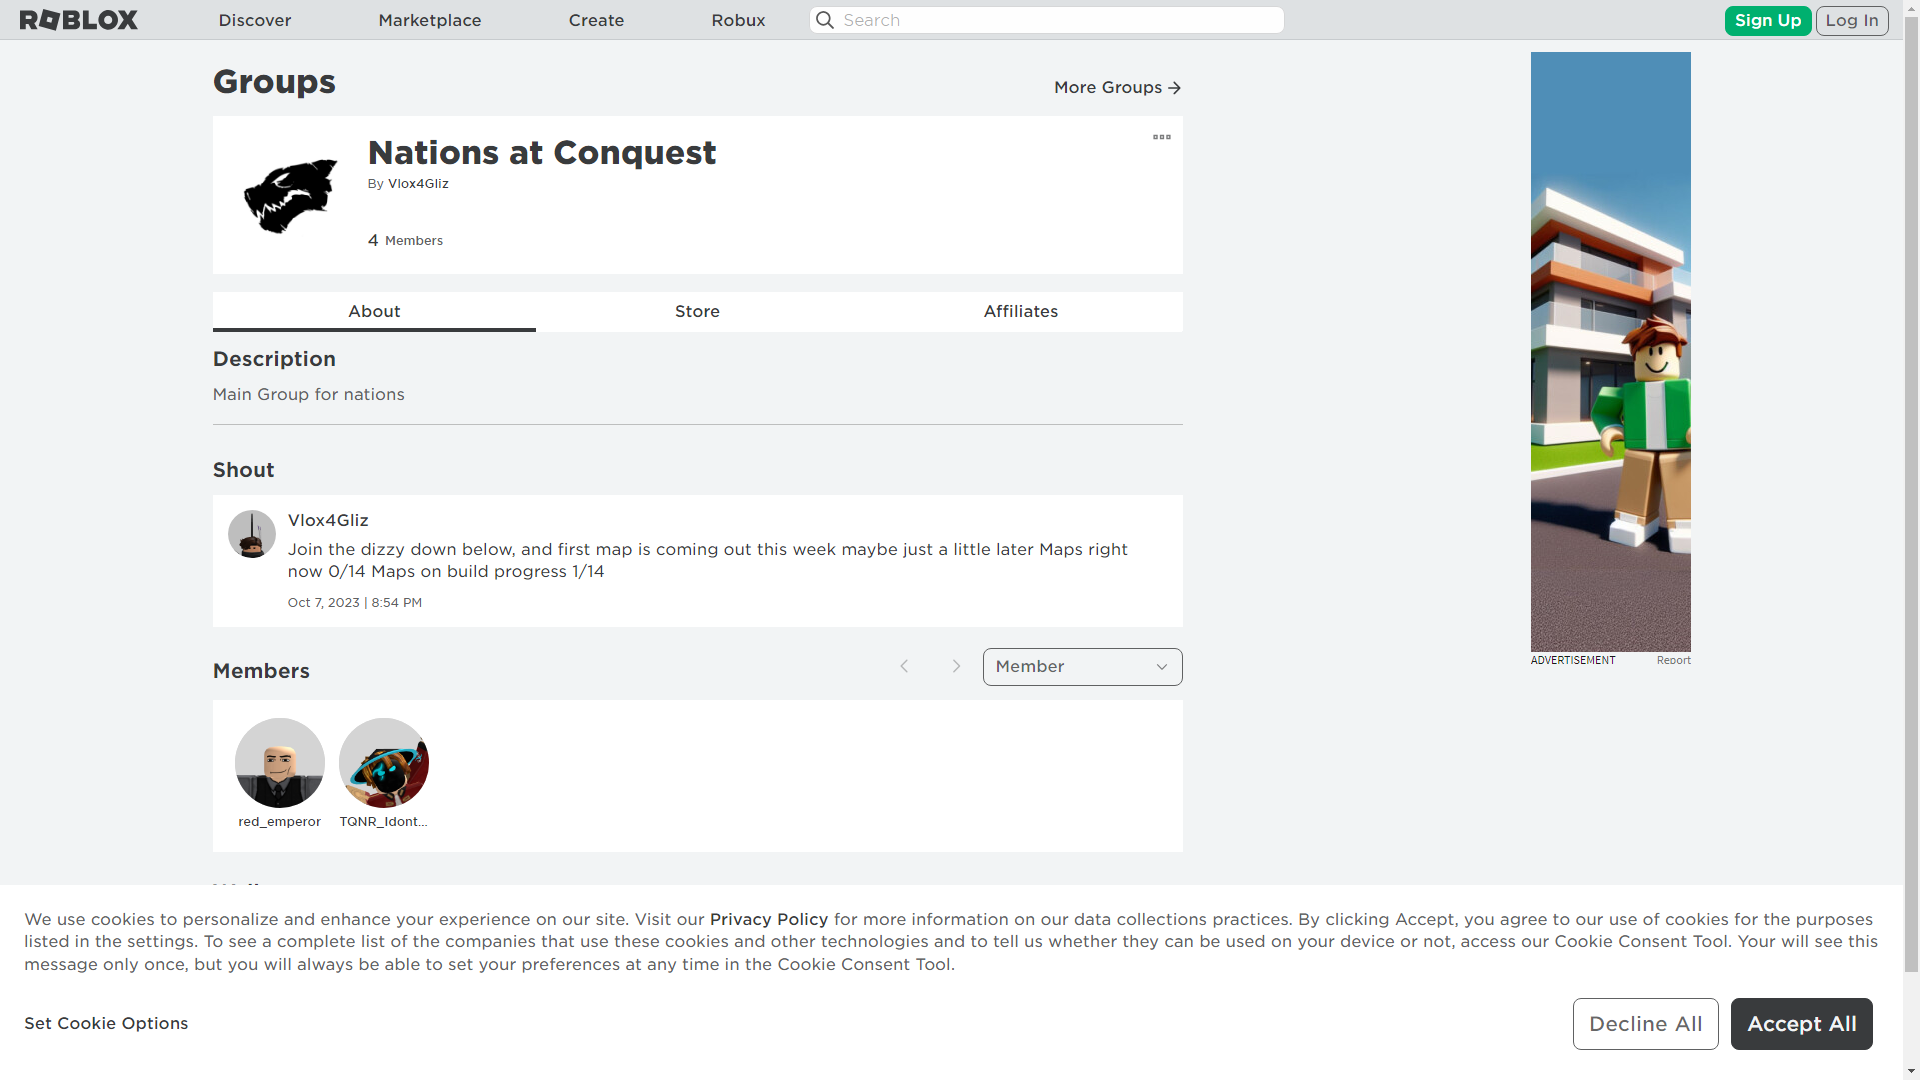 ROBLOX Discover Marketplace Create Robux Search Sign Up Log In
Groups More Groups
Nations at Conquest
By Vlox4Gliz
4 Members
About Store Affiliates
Description
Main Group for nations
Shout
Vlox4Gliz
Join the dizzy down below, and first map is coming out this week maybe just a little later Maps right
now 0/14 Maps on build progress 1/14
Oct 7, 2023 | 8:54 PM
ADVERTISEMENT Report
Members Member
red_emperor TQNR_Idont...
We use cookies to personalize and enhance your experience on our site. Visit our Privacy Policy for more information on our data collections practices. By clicking Accept, you agree to our use of cookies for the purposes
listed in the settings. To see a complete list of the companies that use these cookies and other technologies and to tell us whether they can be used on your device or not, access our Cookie Consent Tool. Your will see this
message only once, but you will always be able to set your preferences at any time in the Cookie Consent Tool.
Set Cookie Options Decline All Accept All